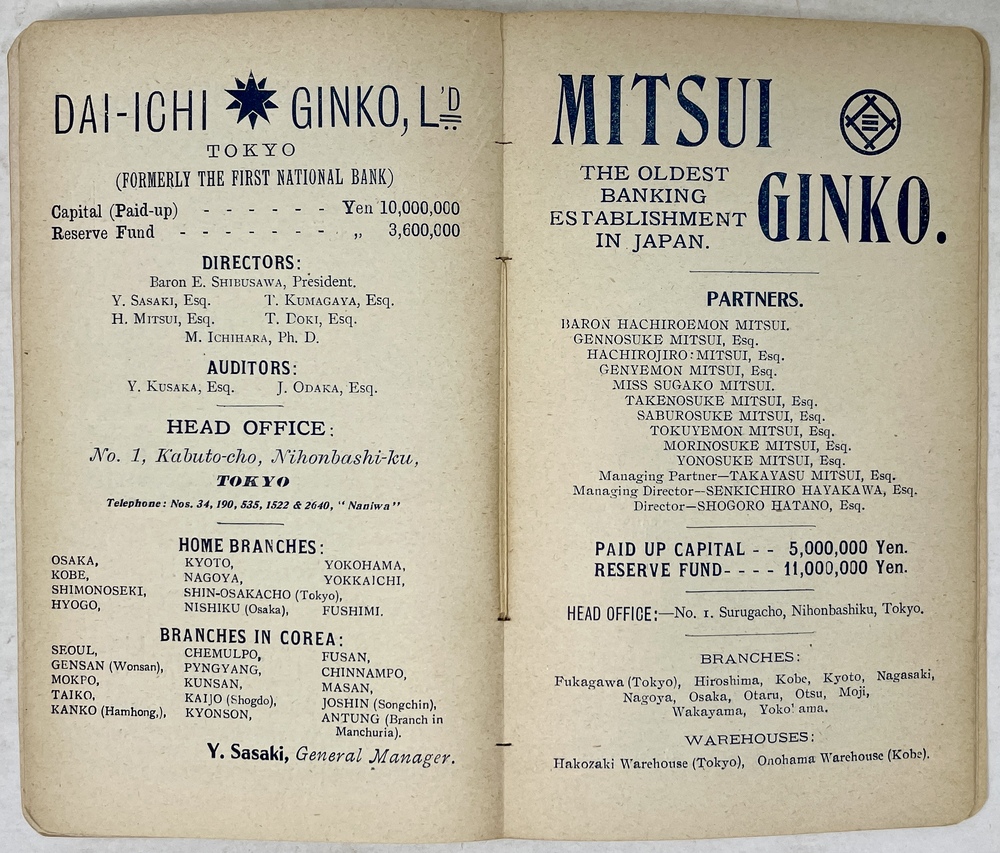 DAI-ICHI GINKO, L'D
TOKYO
(FORMERLY THE FIRST NATIONAL BANK)
Capital (Paid-up) - - - - - - Yen 10,000,000
Reserve Fund - - - - - - - „ 3,600,000
DIRECTORS:
Baron E. SHIBUSAWA, President.
Y. SASAKI, Esq. T. KUMAGAYA, Esq.
H. MITSUI, Esq. T. DOKI, Esq.
M. ICHIHARA, Ph. D.
AUDITORS:
Y. KUSAKA, Esq. J. ODAKA, Esq.
HEAD OFFICE:
No. 1, Kabuto-cho, Nihonbashi-ku,
TOKYO
Telephone: Nos. 34, 190, 535, 1522 & 2640, "Naniwa"
HOME BRANCHES:
OSAKA, KYOTO, YOKOHAMA,
KOBE, NAGOYA, YOKKAICHI,
SHIMONOSEKI, SHIN-OSAKACHO (Tokyo),
HYOGO, NISHIKU (Osaka), FUSHIMI.
BRANCHES IN COREA:
SEOUL, CHEMULPO, FUSAN,
GENSAN (Wonsan), PYNGYANG, CHINNAMPO,
MOKPO, KUNSAN, MASAN,
TAIKO, KAIJO (Shogdo), JOSHIN (Songchin),
KANKO (Hamhong,), KYONSON, ANTUNG (Branch in
Manchuria).
Y. Sasaki, General Manager.
MITSUI
THE OLDEST
BANKING
ESTABLISHMENT
IN JAPAN.
GINKO.
PARTNERS.
BARON HACHIROEMON MITSUI.
GENNOSUKE MITSUI, Esq.
HACHIROJIRO MITSUI, Esq.
GENYEMON MITSUI, Esq.
MISS SUGAKO MITSUI.
TAKENOSUKE MITSUI, Esq.
SABUROSUKE MITSUI, Esq.
TOKUYEMON MITSUI, Esq.
MORINOSUKE MITSUI, Esq.
YONOSUKE MITSUI, Esq.
Managing Partner—TAKAYASU MITSUI, Esq.
Managing Director—SENKICHIRO HAYAKAWA, Esq.
Director—SHOGORO HATANO, Esq.
PAID UP CAPITAL - - 5,000,000 Yen.
RESERVE FUND- - - - 11,000,000 Yen.
HEAD OFFICE:—No. 1. Surugacho, Nihonbashiku, Tokyo.
BRANCHES:
Fukagawa (Tokyo), Hiroshima, Kobe, Kyoto, Nagasaki,
Nagoya, Osaka, Otaru, Otsu, Moji,
Wakayama, Yokohama.
WAREHOUSES:
Hakozaki Warehouse (Tokyo), Onohama Warehouse (Kobe).